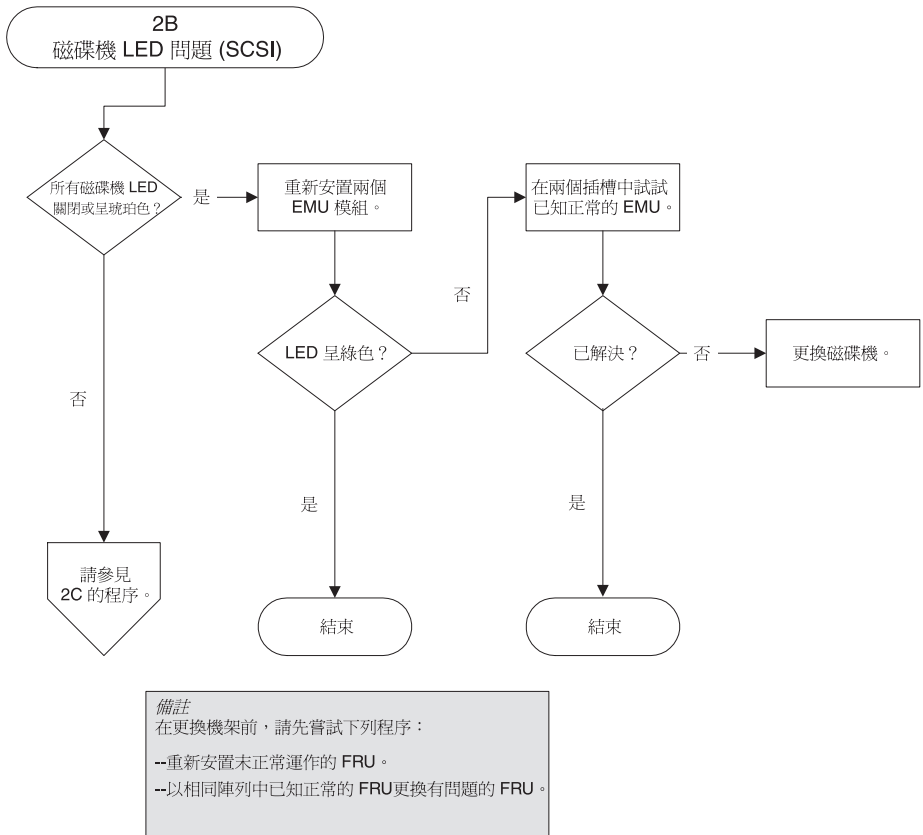 2B
磁碟機 LED 問題 (SCSI)
所有磁碟機 LED
關閉或呈琥珀色？
是
重新安置兩個
EMU 模組。
在兩個插槽中試試
已知正常的 EMU。
否
LED 呈綠色？
已解決？
否
更換磁碟機。
否
是
是
請參見
2C 的程序。
結束
結束
備註
在更換機架前，請先嘗試下列程序：
--重新安置未正常運作的 FRU。
--以相同陣列中已知正常的 FRU更換有問題的 FRU。